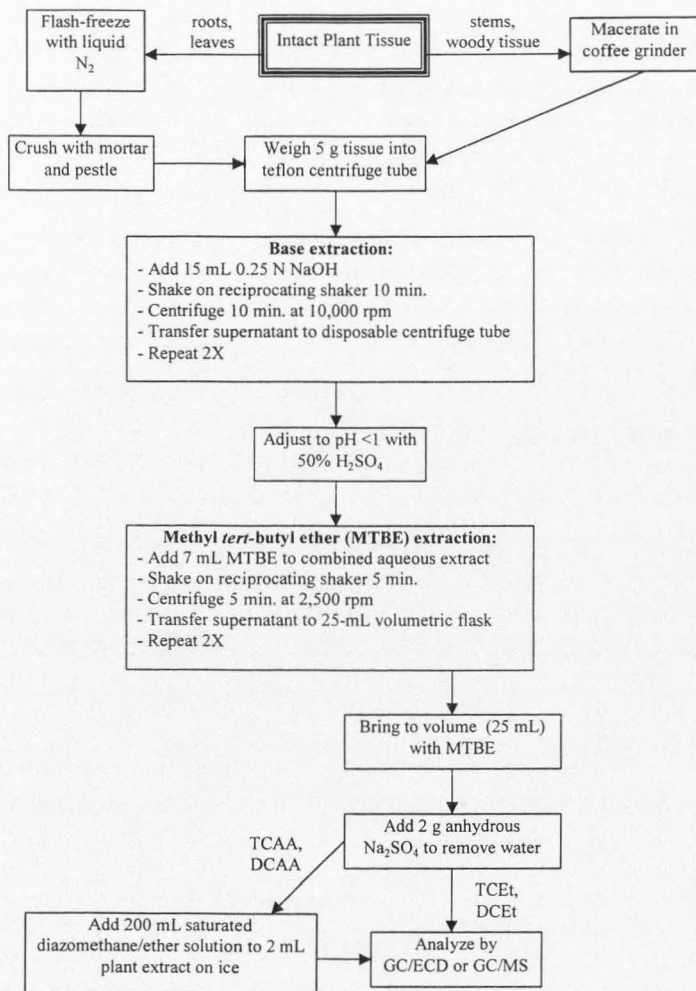 Flash-freeze
with liquid
N₂
roots,
leaves
Intact Plant Tissue
stems,
woody tissue
Macerate in
coffee grinder
Crush with mortar
and pestle
Weigh 5 g tissue into
teflon centrifuge tube
Base extraction:
- Add 15 mL 0.25 N NaOH
- Shake on reciprocating shaker 10 min.
- Centrifuge 10 min. at 10,000 rpm
- Transfer supernatant to disposable centrifuge tube
- Repeat 2X
Adjust to pH <1 with
50% H₂SO₄
Methyl tert-butyl ether (MTBE) extraction:
- Add 7 mL MTBE to combined aqueous extract
- Shake on reciprocating shaker 5 min.
- Centrifuge 5 min. at 2,500 rpm
- Transfer supernatant to 25-mL volumetric flask
- Repeat 2X
Bring to volume (25 mL)
with MTBE
Add 2 g anhydrous
Na₂SO₄ to remove water
TCAA,
DCAA
TCEt,
DCEt
Add 200 mL saturated
diazomethane/ether solution to 2 mL
plant extract on ice
Analyze by
GC/ECD or GC/MS